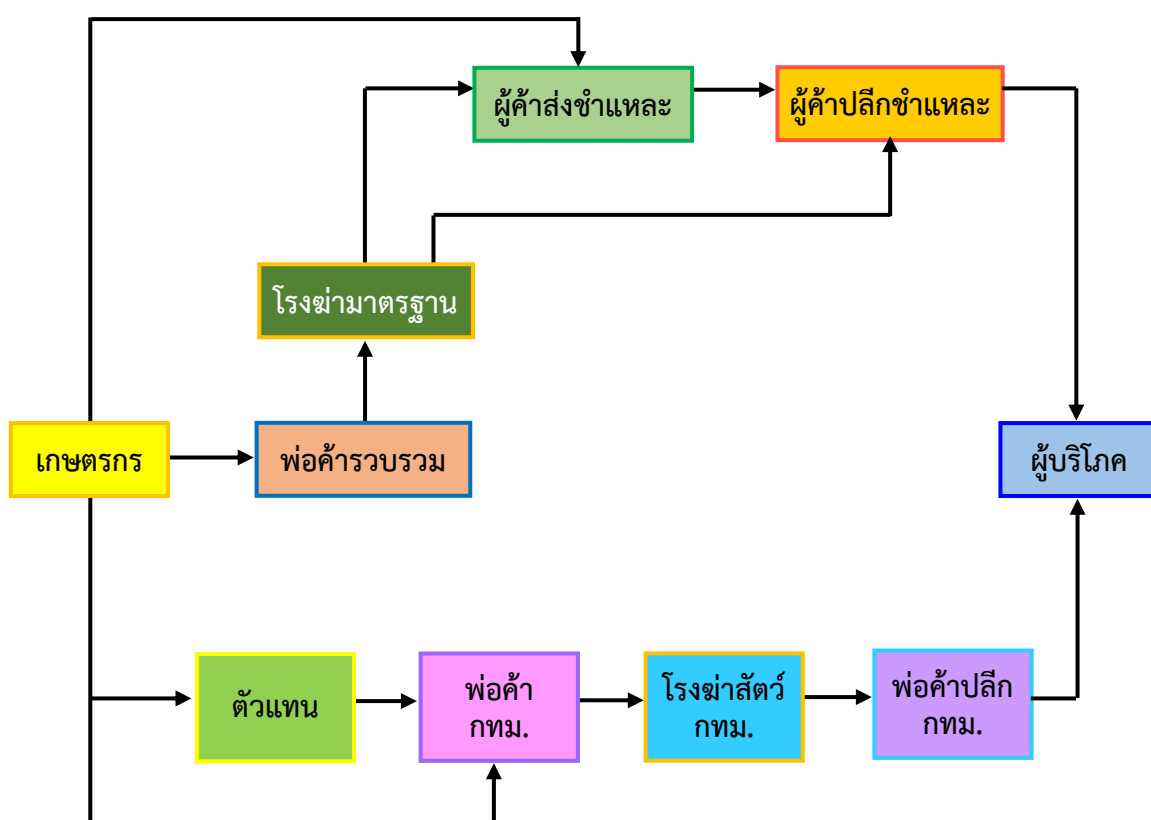 ผู้ค้าส่งชำแหละ
ผู้ค้าปลีกชำแหละ
โรงฆ่ามาตรฐาน
เกษตรกร
พ่อค้ารวบรวม
ผู้บริโภค
ตัวแทน
พ่อค้า
กทม.
โรงฆ่าสัตว์
กทม.
พ่อค้าปลีก
กทม.